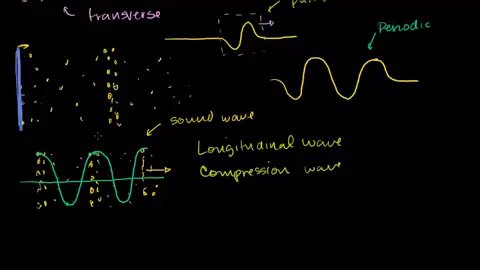 transverse
Periodic
sound wave
Longitudinal wave
Compression wave